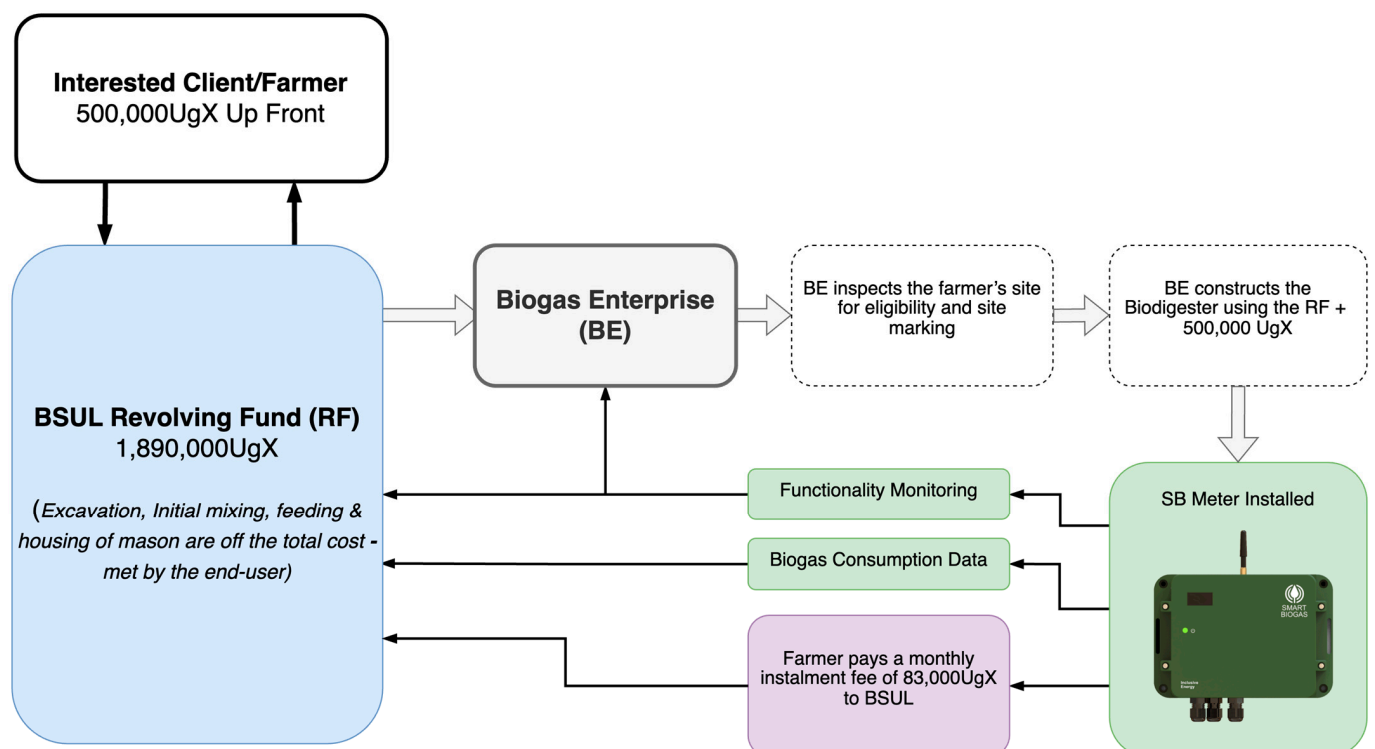 Interested Client/Farmer
500,000UgX Up Front
BSUL Revolving Fund (RF)
1,890,000UgX
(Excavation, Initial mixing, feeding &
housing of mason are off the total cost -
met by the end-user)
Biogas Enterprise
(BE)
BE inspects the farmer's site
for eligibility and site
marking
BE constructs the
Biodigester using the RF +
500,000 UgX
SB Meter Installed
SMART
BIOGAS
Inclusive
Energy
Functionality Monitoring
Biogas Consumption Data
Farmer pays a monthly
instalment fee of 83,000UgX
to BSUL